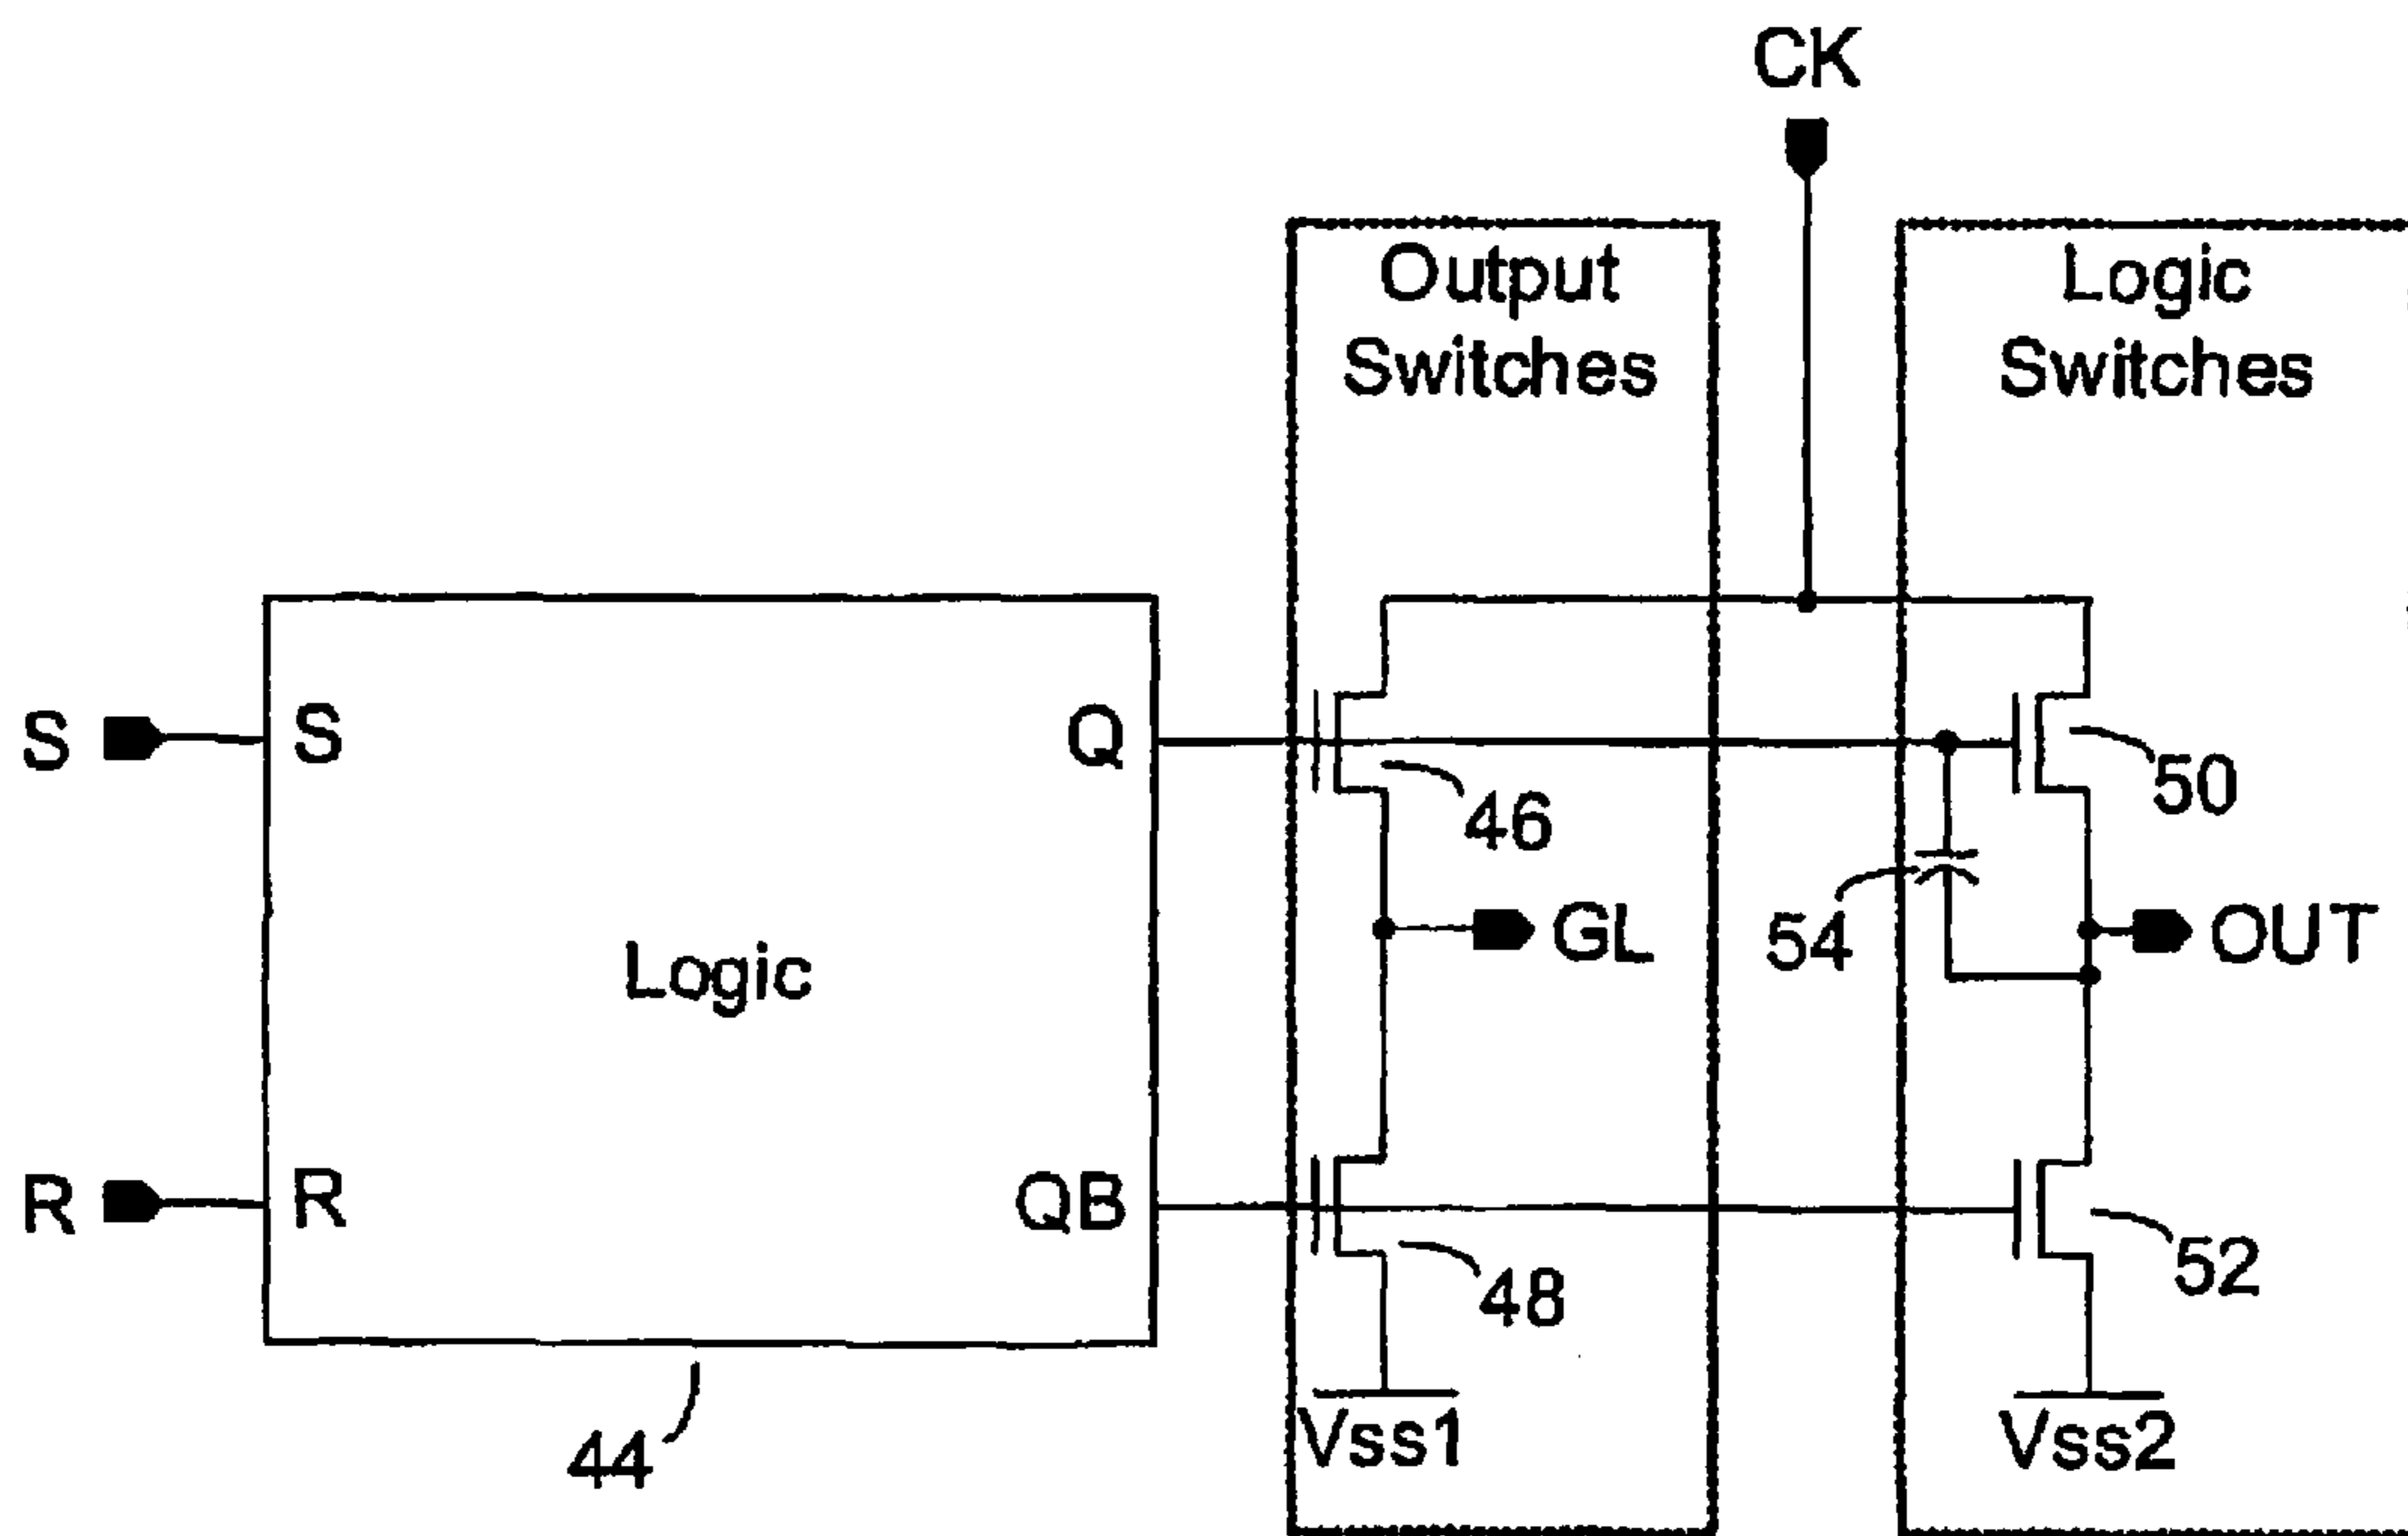 CK
Output
Switches
Logic
Switches
S
S
Q
50
46
54
GL
OUT
Logic
R
R
QB
48
52
Vss1
Vss2
44